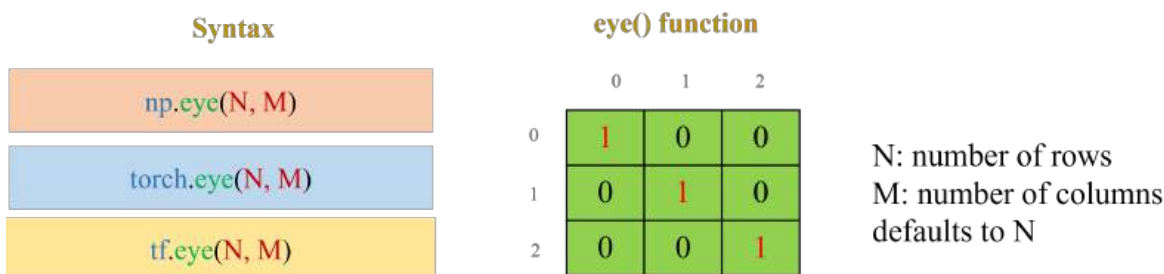 Syntax
np.eye(N, M)
torch.eye(N, M)
tf.eye(N, M)
eye() function
0 1 2
0 1 0 0
1 0 1 0
2 0 0 1
N: number of rows
M: number of columns
defaults to N